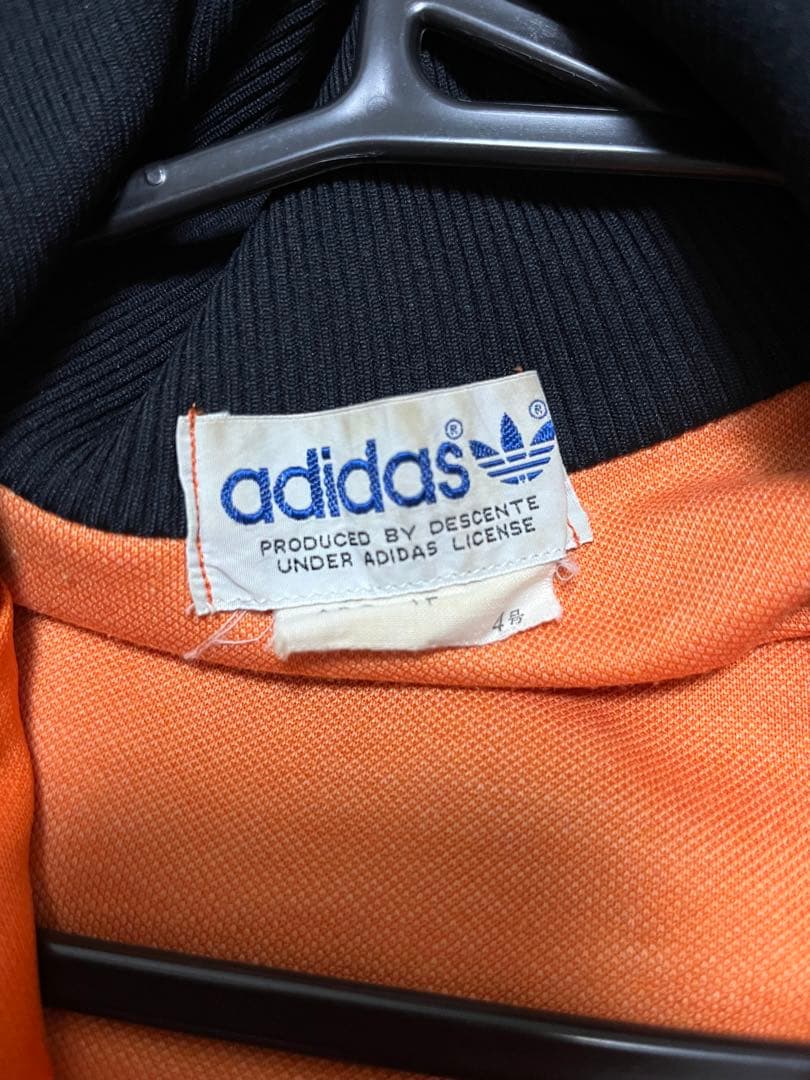 adidas®
®
PRODUCED BY DESCENTE
UNDER ADIDAS LICENSE
4号